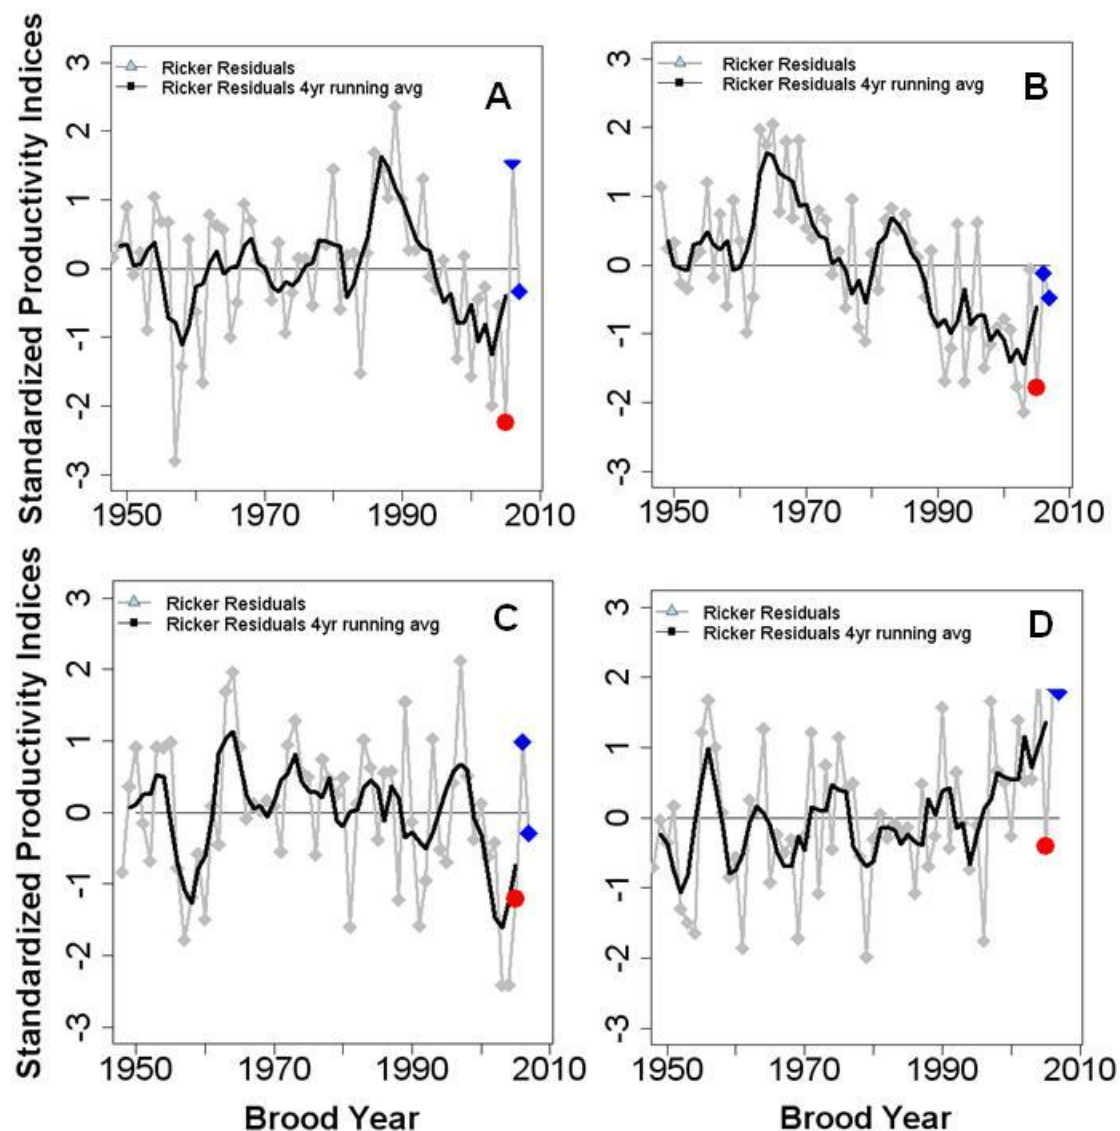 Standardized Productivity Indices
3
2
1
0
-1
-2
-3
Ricker Residuals
Ricker Residuals 4yr running avg
A
1950 1970 1990 2010
3
2
1
0
-1
-2
-3
Ricker Residuals
Ricker Residuals 4yr running avg
B
1950 1970 1990 2010
Standardized Productivity Indices
3
2
1
0
-1
-2
-3
Ricker Residuals
Ricker Residuals 4yr running avg
C
1950 1970 1990 2010
Brood Year
3
2
1
0
-1
-2
-3
Ricker Residuals
Ricker Residuals 4yr running avg
D
1950 1970 1990 2010
Brood Year